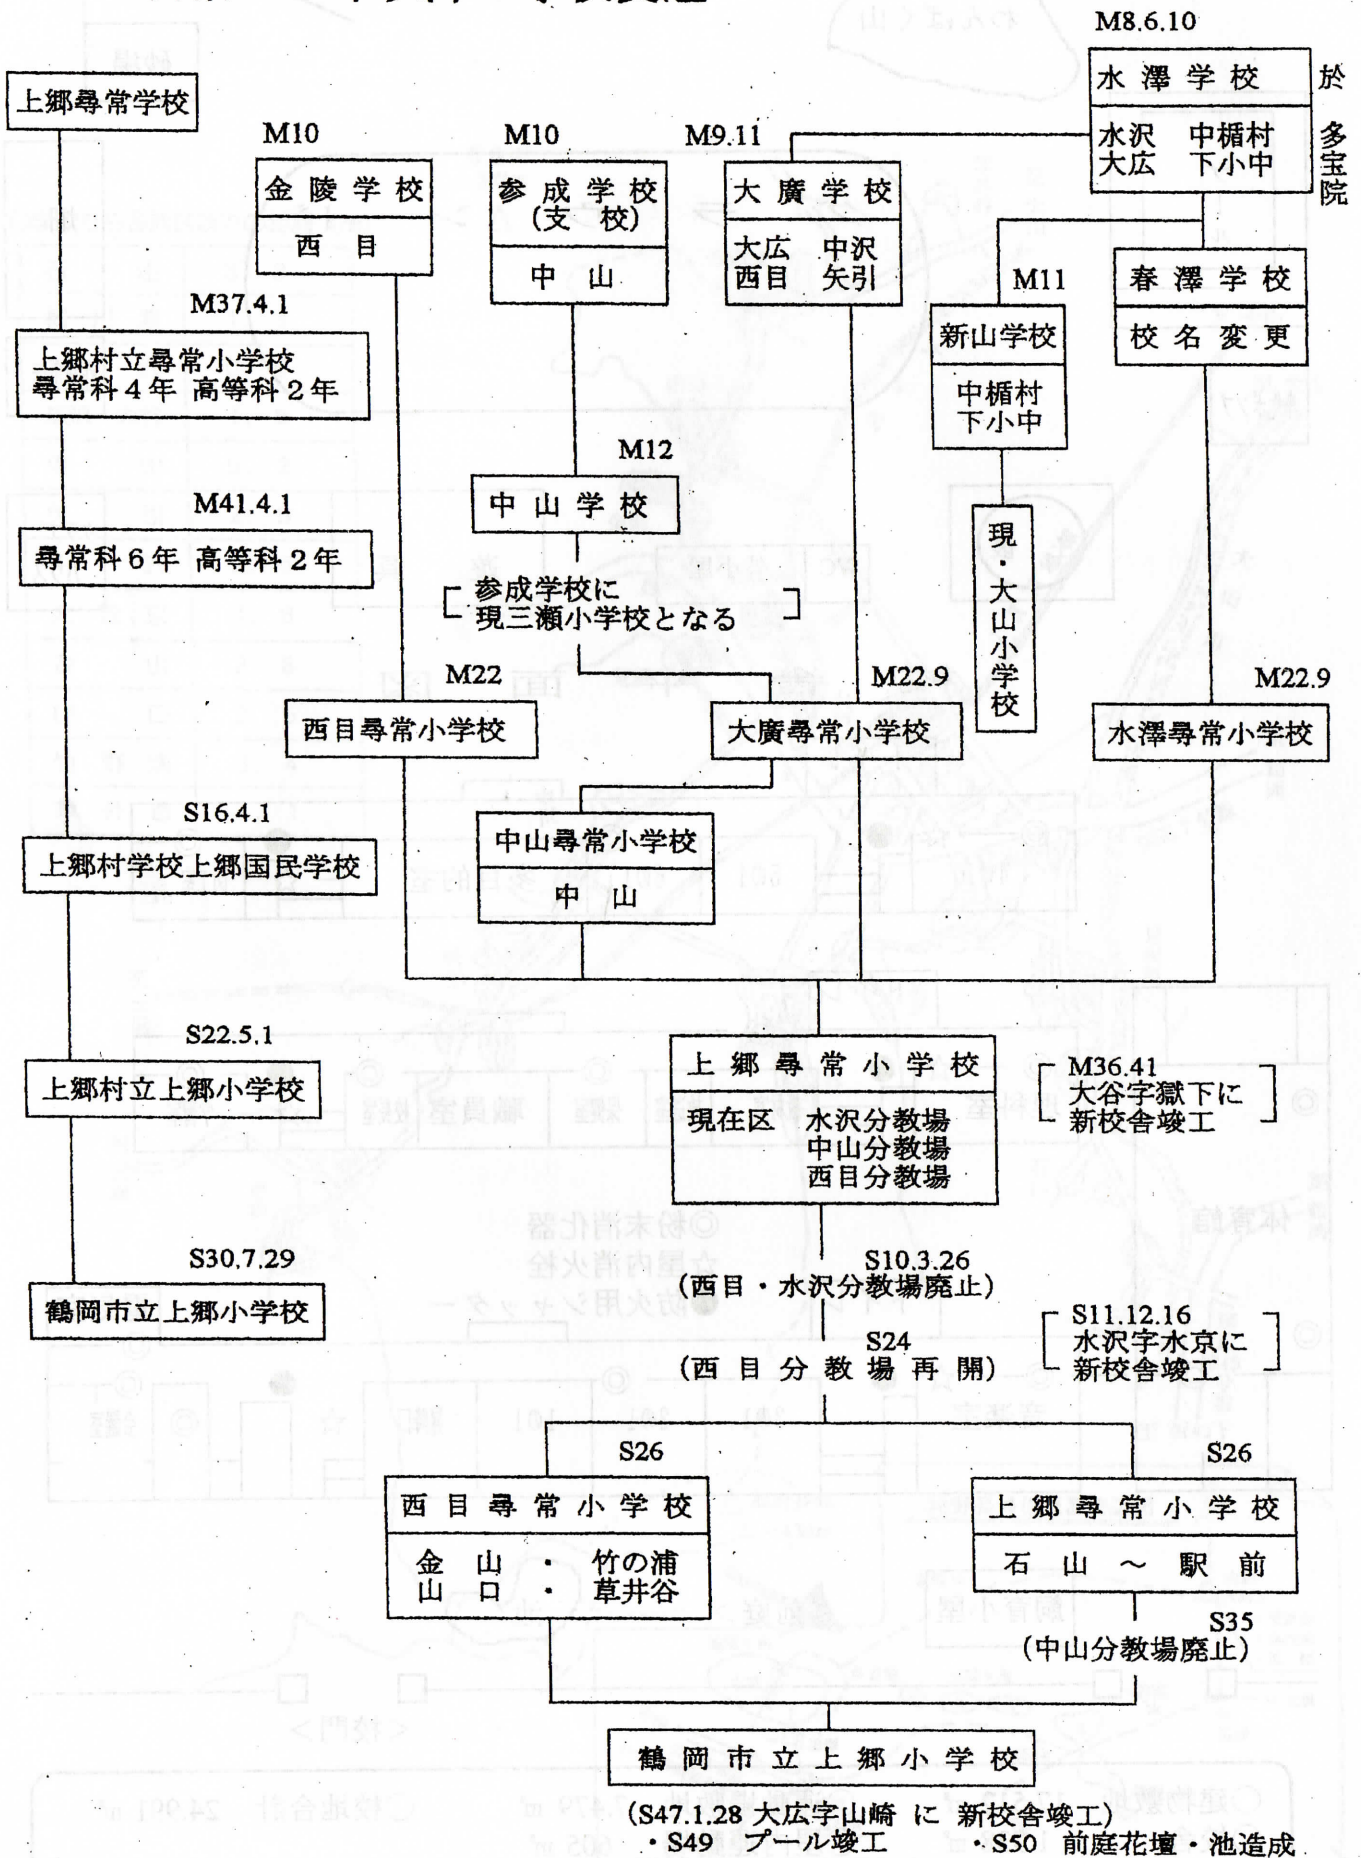 M8.6.10
水澤学校
於多宝院
水沢 中楯村
大広 下小中
上郷尋常学校
M10
金陵学校
西目
M10
参成学校
(支校)
中山
M9.11
大廣学校
大広 中沢
西目 矢引
M11
新山学校
中楯村
下小中
春澤学校
校名変更
M37.4.1
上郷村立尋常小学校
尋常科4年 高等科2年
M12
中山学校
M41.4.1
尋常科6年 高等科2年
参成学校に
現三瀬小学校となる
現・大山小学校
M22
西目尋常小学校
M22.9
大廣尋常小学校
M22.9
水澤尋常小学校
S16.4.1
上郷村学校上郷国民学校
中山尋常小学校
中山
S22.5.1
上郷村立上郷小学校
上郷尋常小学校
現在区 水沢分教場
中山分教場
西目分教場
M36.41
大谷字獄下に
新校舎竣工
S30.7.29
鶴岡市立上郷小学校
S10.3.26
(西目・水沢分教場廃止)
S24
(西目分教場再開)
S11.12.16
水沢字水京に
新校舎竣工
S26
西目尋常小学校
金山・竹の浦
山口・草井谷
S26
上郷尋常小学校
石山～駅前
S35
(中山分教場廃止)
鶴岡市立上郷小学校
(S47.1.28 大広字山崎 に 新校舎竣工)
・S49 プール竣工 ・S50 前庭花壇・池造成